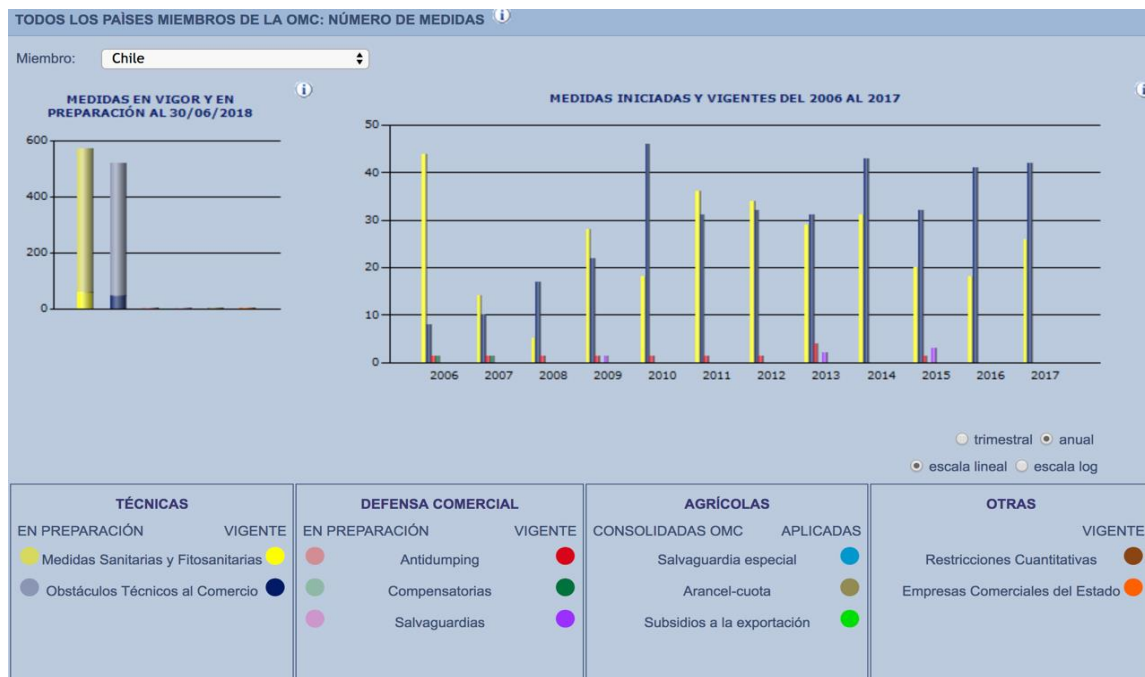 TODOS LOS PAÌSES MIEMBROS DE LA OMC: NÚMERO DE MEDIDAS i
Miembro: Chile
MEDIDAS EN VIGOR Y EN
PREPARACIÓN AL 30/06/2018
i
600
400
200
0
MEDIDAS INICIADAS Y VIGENTES DEL 2006 AL 2017
i
50
40
30
20
10
0
2006 2007 2008 2009 2010 2011 2012 2013 2014 2015 2016 2017
trimestral anual
escala lineal escala log
TÉCNICAS
EN PREPARACIÓN VIGENTE
Medidas Sanitarias y Fitosanitarias
Obstáculos Técnicos al Comercio
DEFENSA COMERCIAL
EN PREPARACIÓN VIGENTE
Antidumping
Compensatorias
Salvaguardias
AGRÍCOLAS
CONSOLIDADAS OMC APLICADAS
Salvaguardia especial
Arancel-cuota
Subsidios a la exportación
OTRAS
VIGENTE
Restricciones Cuantitativas
Empresas Comerciales del Estado